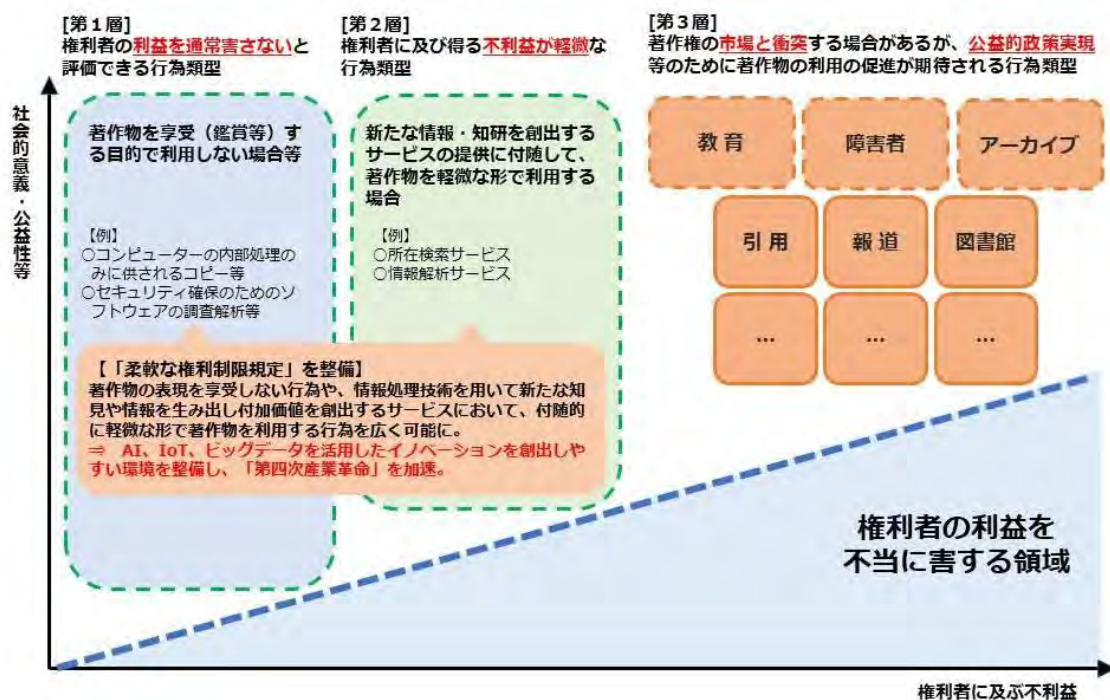 [第１層]
権利者の利益を通常害さないと
評価できる行為類型
[第２層]
権利者に及び得る不利益が軽微な
行為類型
[第３層]
著作権の市場と衝突する場合があるが、公益的政策実現
等のために著作物の利用の促進が期待される行為類型
社会的意義・公益性等
著作物を享受（鑑賞等）す
る目的で利用しない場合等
【例】
○コンピューターの内部処理の
みに供されるコピー等
○セキュリティ確保のためのソ
フトウェアの調査解析等
新たな情報・知研を創出する
サービスの提供に付随して、
著作物を軽微な形で利用する
場合
【例】
○所在検索サービス
○情報解析サービス
教育
障害者
アーカイブ
引用
報道
図書館
…
…
…
【「柔軟な権利制限規定」を整備】
著作物の表現を享受しない行為や、情報処理技術を用いて新たな知
見や情報を生み出し付加価値を創出するサービスにおいて、付随的
に軽微な形で著作物を利用する行為を広く可能に。
⇒　AI、IoT、ビッグデータを活用したイノベーションを創出しや
すい環境を整備し、「第四次産業革命」を加速。
権利者の利益を
不当に害する領域
権利者に及ぶ不利益